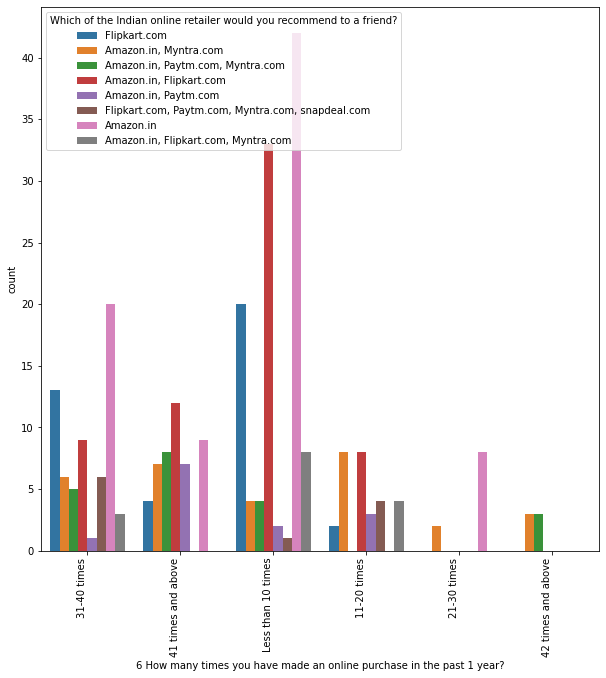 Which of the Indian online retailer would you recommend to a friend?
Flipkart.com
Amazon.in, Myntra.com
Amazon.in, Paytm.com, Myntra.com
Amazon.in, Flipkart.com
Amazon.in, Paytm.com
Flipkart.com, Paytm.com, Myntra.com, snapdeal.com
Amazon.in
Amazon.in, Flipkart.com, Myntra.com
40
35
30
25
20
15
10
5
0
count
31-40 times
41 times and above
Less than 10 times
11-20 times
21-30 times
42 times and above
6 How many times you have made an online purchase in the past 1 year?